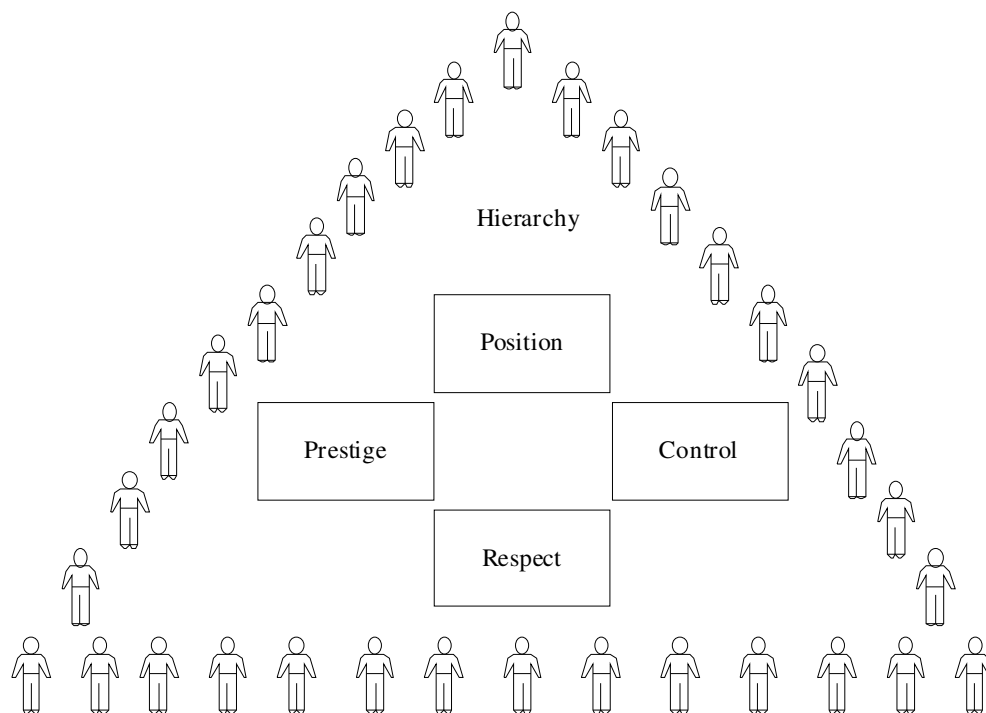 Hierarchy
Position
Prestige
Control
Respect